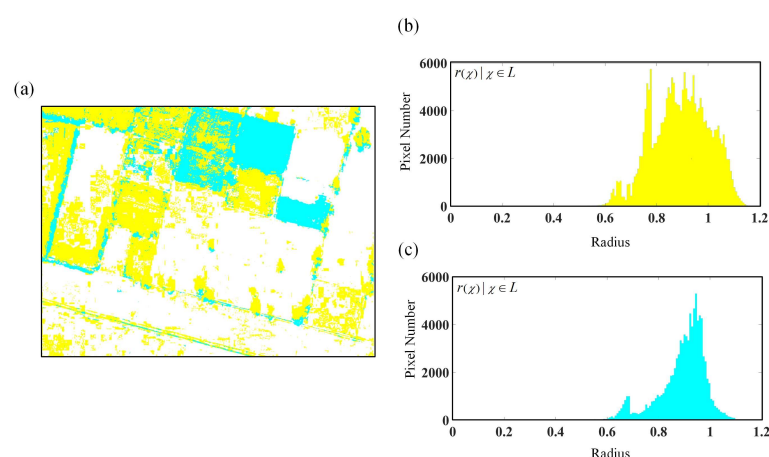 (a)
(b)
r(χ) | χ ∈ L
Pixel Number
6000
4000
2000
0
0 0.2 0.4 0.6 0.8 1 1.2
Radius
(c)
r(χ) | χ ∈ L
Pixel Number
6000
4000
2000
0
0 0.2 0.4 0.6 0.8 1 1.2
Radius